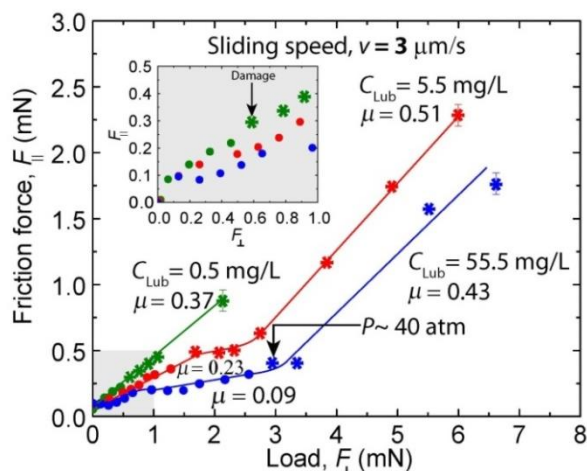 Sliding speed, v = 3 μm/s
Damage
C_Lub = 5.5 mg/L
μ = 0.51
C_Lub = 0.5 mg/L
μ = 0.37
C_Lub = 55.5 mg/L
μ = 0.43
P~ 40 atm
μ = 0.23
μ = 0.09
Friction force, F_|| (mN)
3.0
2.5
2.0
1.5
1.0
0.5
0.0
0 1 2 3 4 5 6 7 8
Load, F_⊥ (mN)
F_||
0.5
0.4
0.3
0.2
0.1
0.0
0.0 0.2 0.4 0.6 0.8 1.0
F_⊥